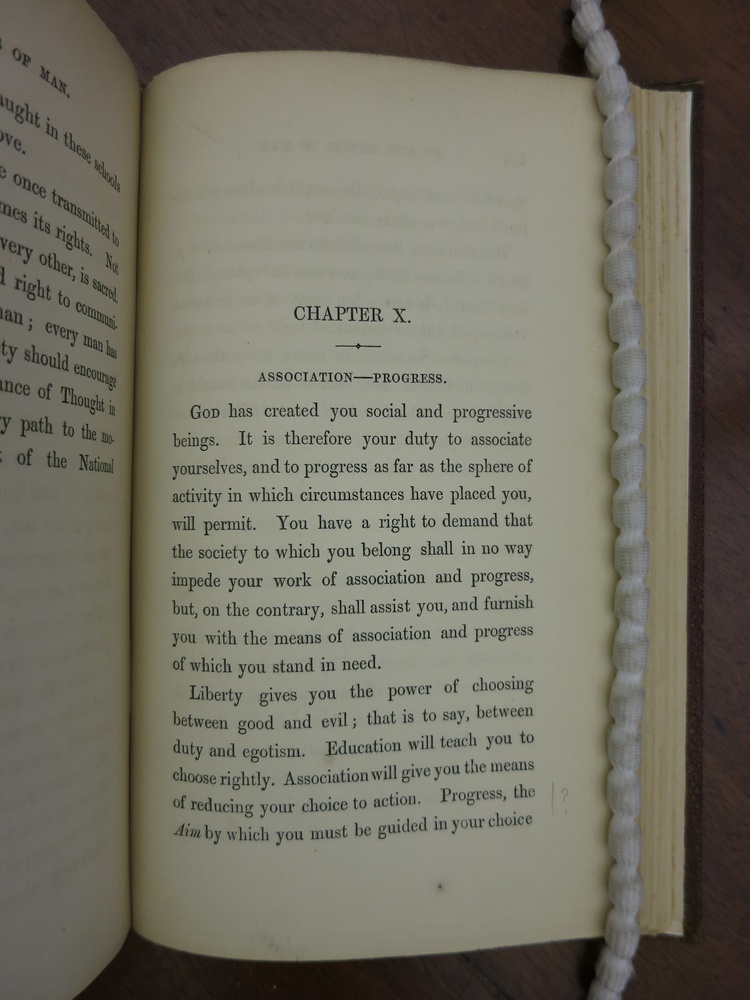 S OF MAN.
aught in these schools
ove.
e once transmitted to
mes its rights. Not
very other, is sacred
d right to communi-
nan ; every man has
ty should encourage
ance of Thought in
y path to the mo-
of the National
CHAPTER X.
ASSOCIATION—PROGRESS.
GOD has created you social and progressive
beings. It is therefore your duty to associate
yourselves, and to progress as far as the sphere of
activity in which circumstances have placed you,
will permit. You have a right to demand that
the society to which you belong shall in no way
impede your work of association and progress,
but, on the contrary, shall assist you, and furnish
you with the means of association and progress
of which you stand in need.
Liberty gives you the power of choosing
between good and evil ; that is to say, between
duty and egotism. Education will teach you to
choose rightly. Association will give you the means
of reducing your choice to action. Progress, the
Aim by which you must be guided in your choice
?